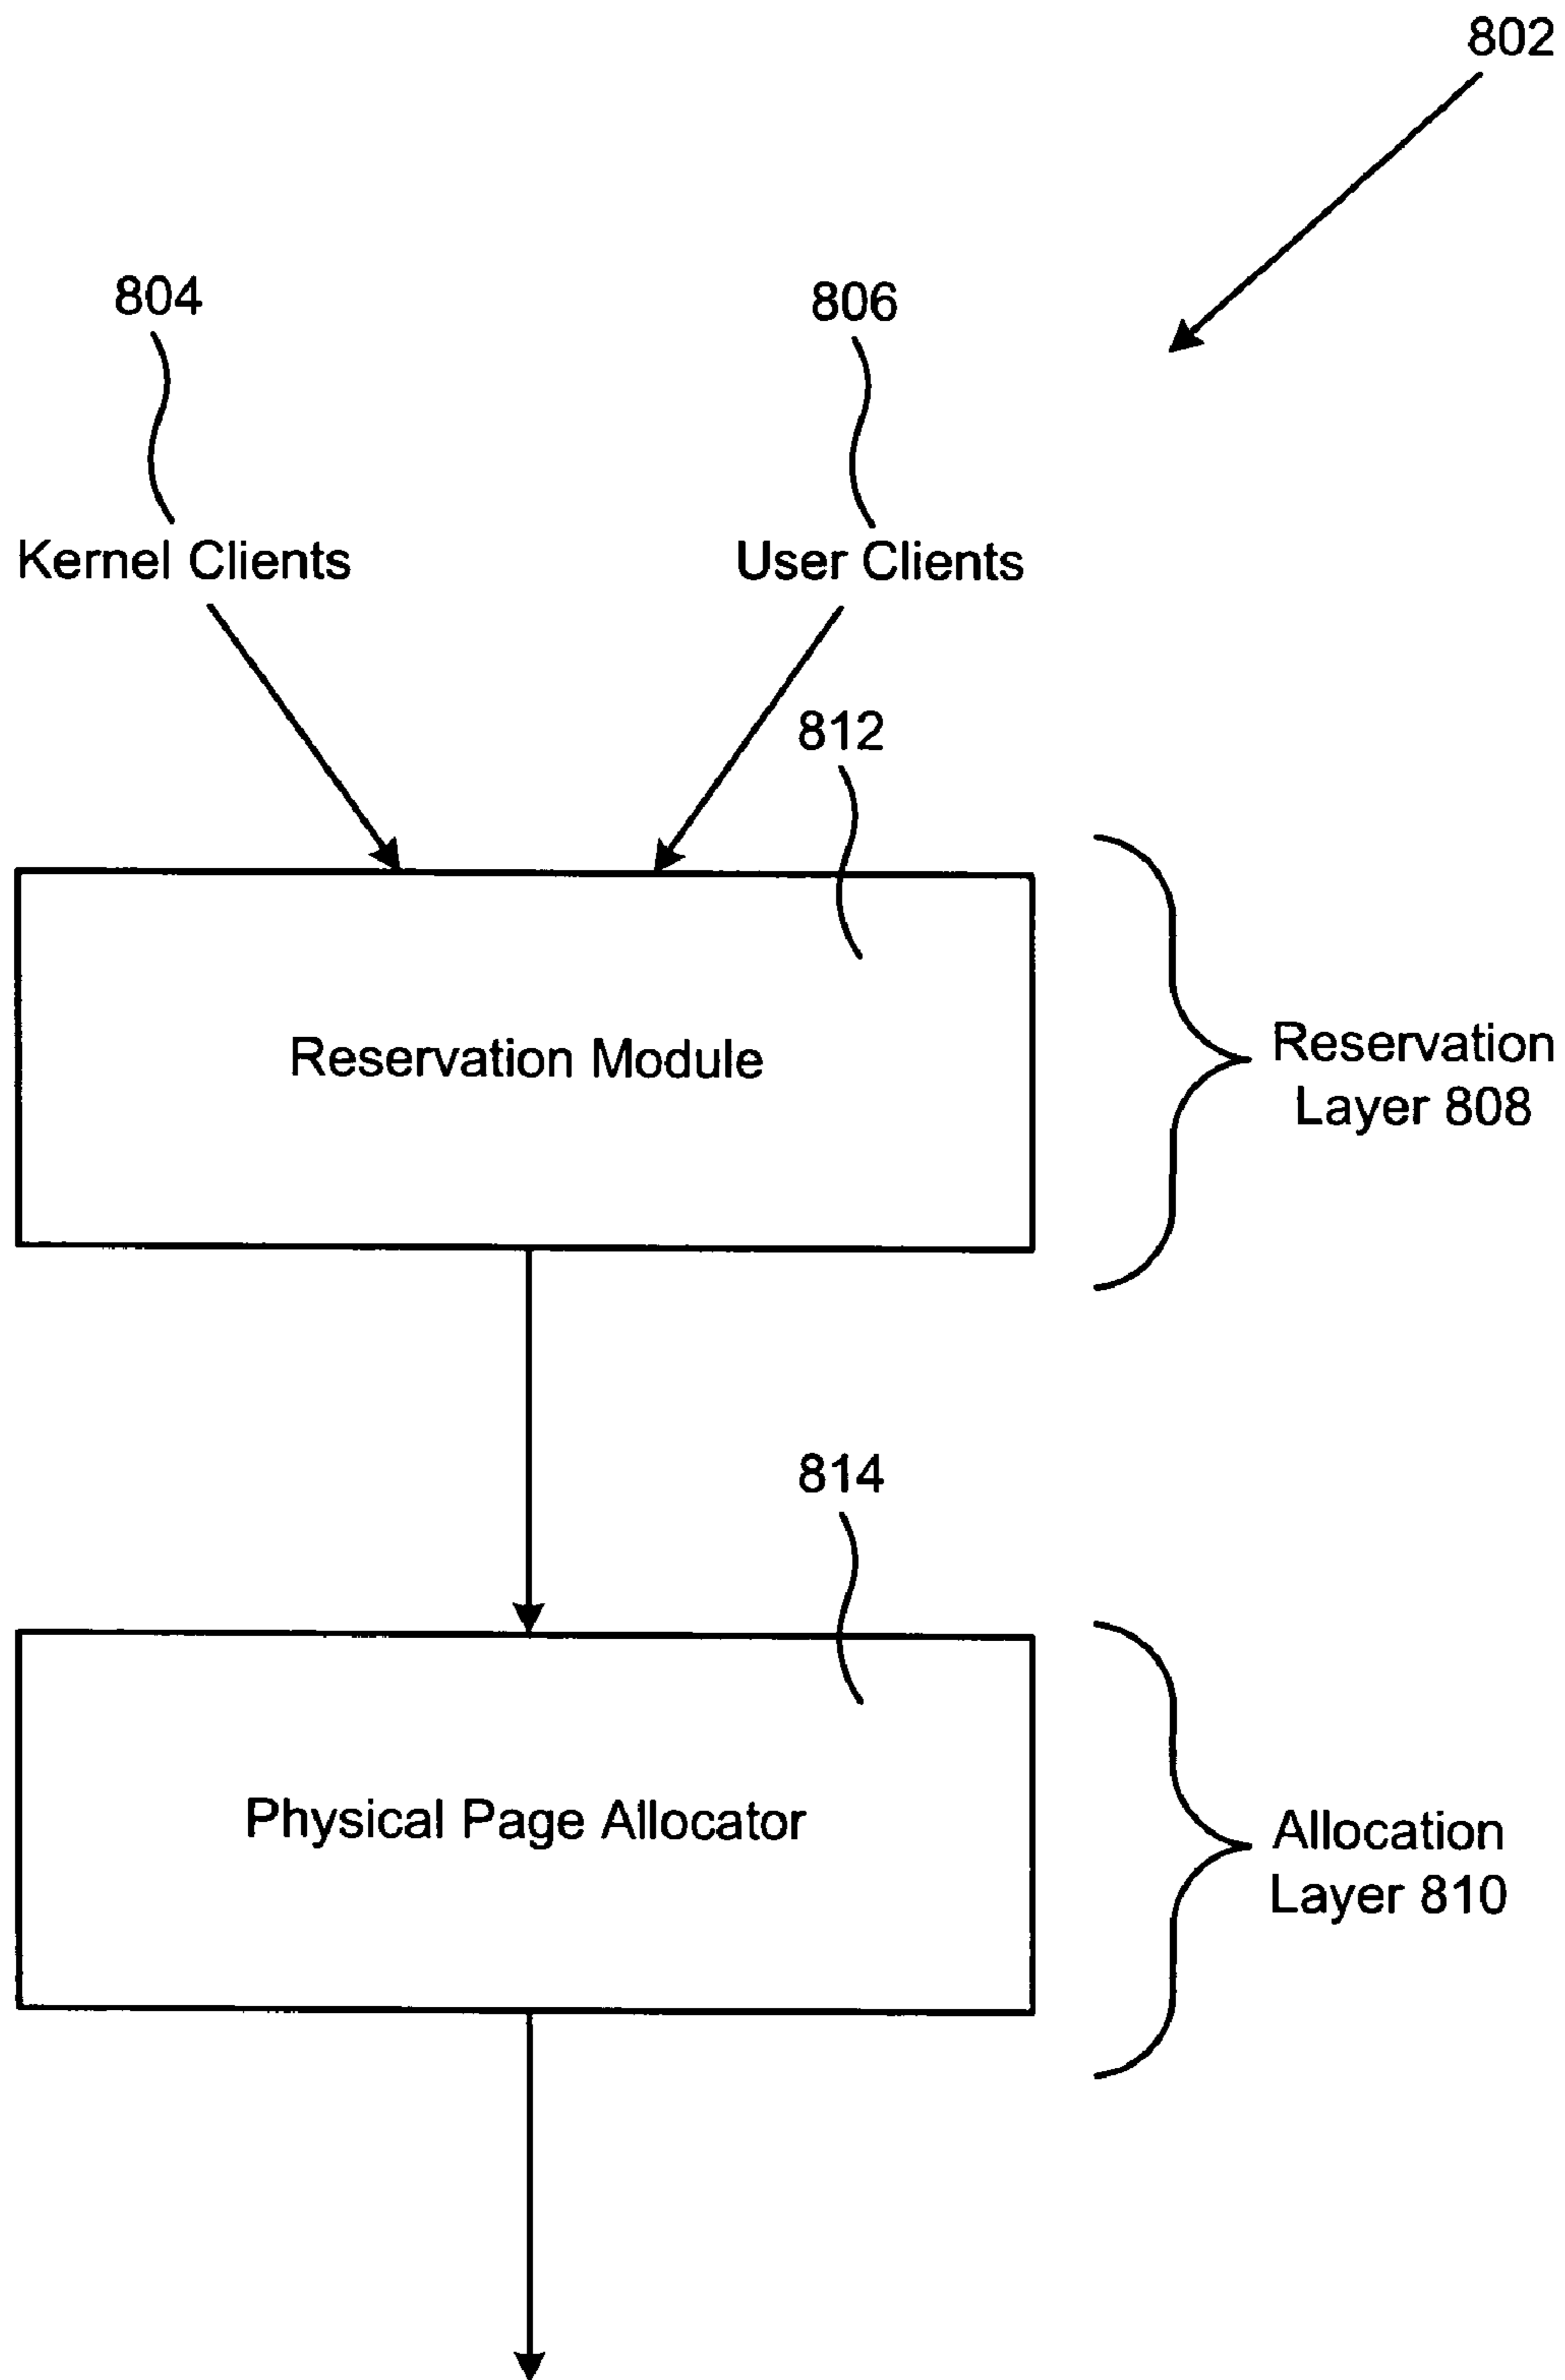 802
804
806
Kernel Clients
User Clients
812
Reservation Module
Reservation
Layer 808
814
Physical Page Allocator
Allocation
Layer 810